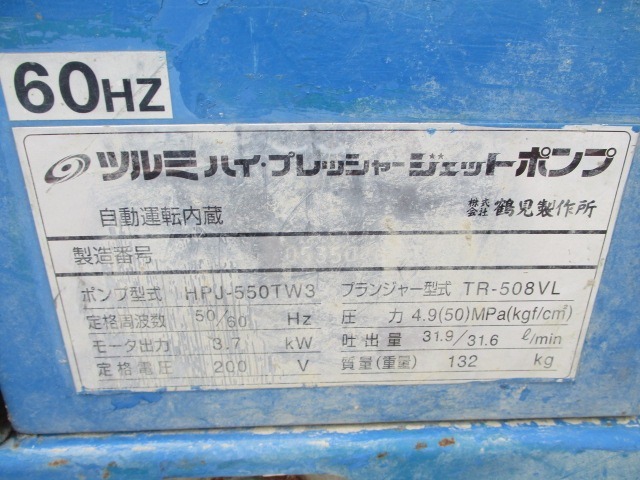 60HZ
ツルミハイ・プレッシャージェットポンプ
自動運転内蔵
株式会社 鶴見製作所
製造番号
ポンプ型式 HPJ-550TW3 プランジャー型式 TR-508VL
定格周波数 50/60 Hz 圧力 4.9(50)MPa(kgf/cm²)
モータ出力 3.7 kW 吐出量 31.9/31.6 ℓ/min
定格電圧 200 V 質量(重量) 132 kg